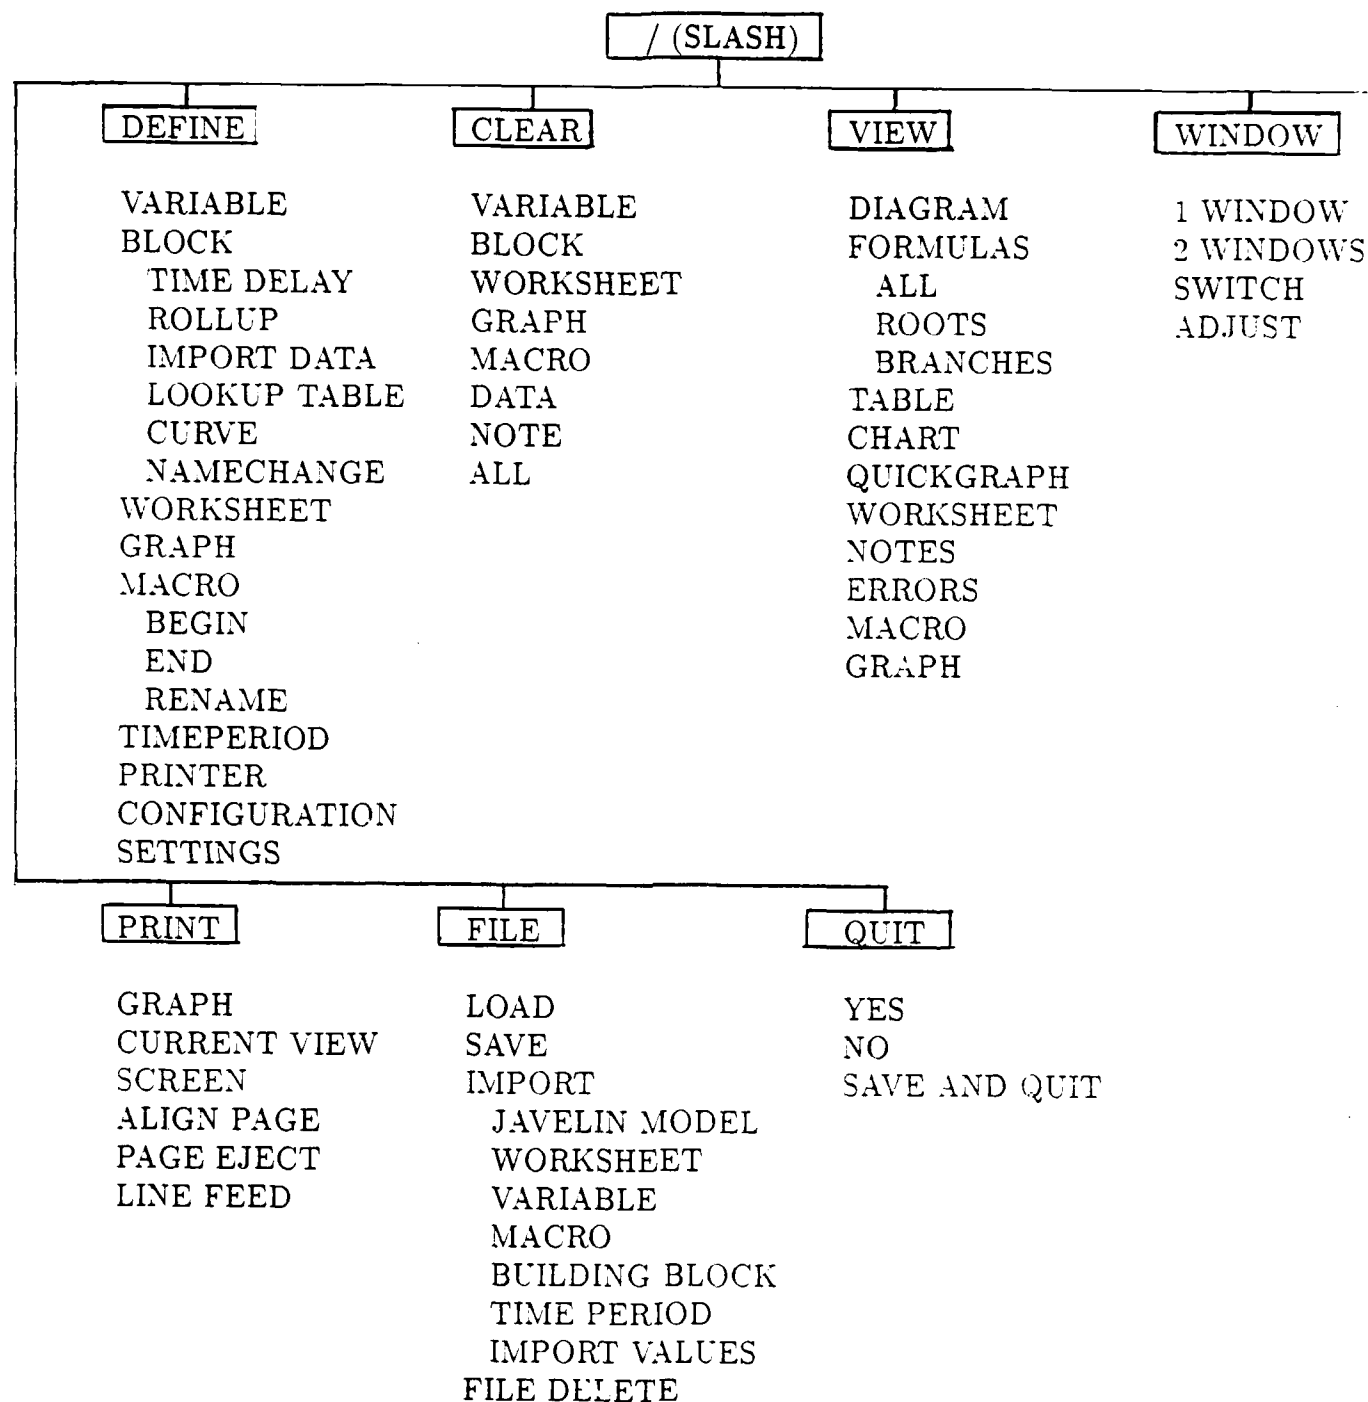 / (SLASH)
DEFINE
VARIABLE
BLOCK
TIME DELAY
ROLLUP
IMPORT DATA
LOOKUP TABLE
CURVE
NAMECHANGE
WORKSHEET
GRAPH
MACRO
BEGIN
END
RENAME
TIMEPERIOD
PRINTER
CONFIGURATION
SETTINGS
CLEAR
VARIABLE
BLOCK
WORKSHEET
GRAPH
MACRO
DATA
NOTE
ALL
VIEW
DIAGRAM
FORMULAS
ALL
ROOTS
BRANCHES
TABLE
CHART
QUICKGRAPH
WORKSHEET
NOTES
ERRORS
MACRO
GRAPH
WINDOW
1 WINDOW
2 WINDOWS
SWITCH
ADJUST
PRINT
GRAPH
CURRENT VIEW
SCREEN
ALIGN PAGE
PAGE EJECT
LINE FEED
FILE
LOAD
SAVE
IMPORT
JAVELIN MODEL
WORKSHEET
VARIABLE
MACRO
BUILDING BLOCK
TIME PERIOD
IMPORT VALUES
FILE DELETE
QUIT
YES
NO
SAVE AND QUIT